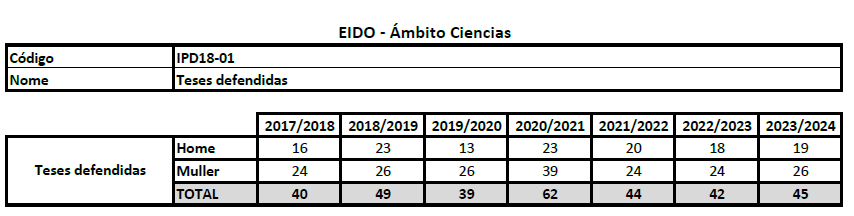 EIDO - Ámbito Ciencias
Código IPD18-01
Nome Teses defendidas
2017/2018 2018/2019 2019/2020 2020/2021 2021/2022 2022/2023 2023/2024
Teses defendidas
Home 16 23 13 23 20 18 19
Muller 24 26 26 39 24 24 26
TOTAL 40 49 39 62 44 42 45